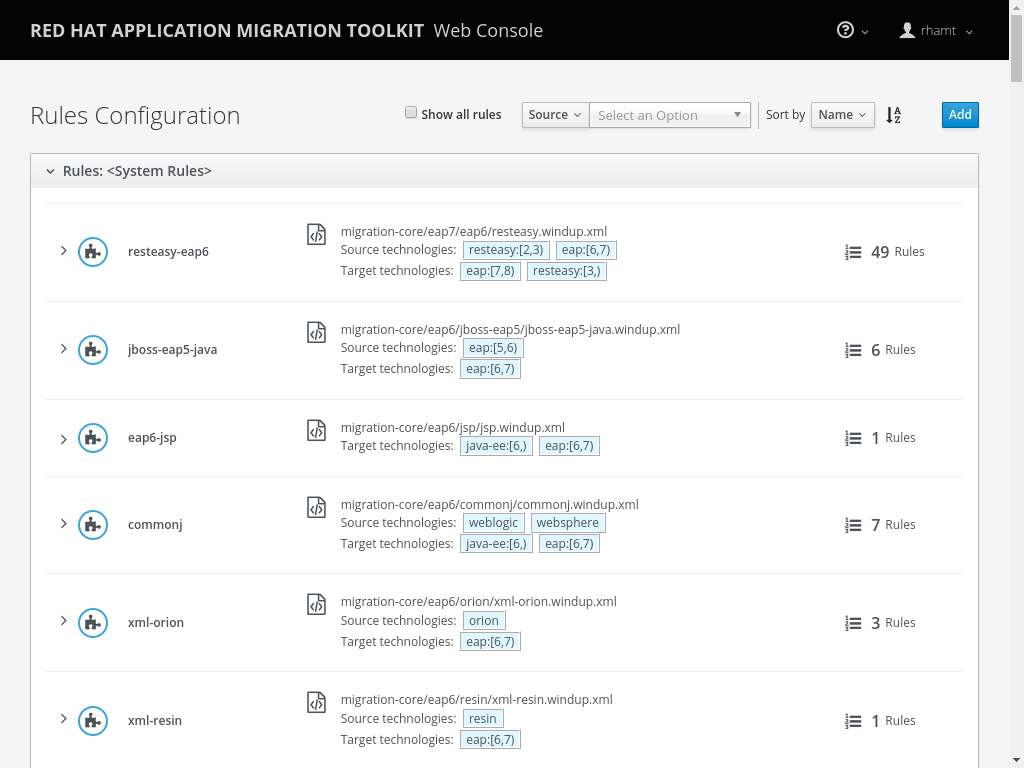 RED HAT APPLICATION MIGRATION TOOLKIT Web Console
rhamt
Rules Configuration
Show all rules
Source
Select an Option
Sort by
Name
Add
Rules: <System Rules>
resteasy-eap6
migration-core/eap7/eap6/resteasy.windup.xml
Source technologies: resteasy:[2,3) eap:[6,7)
Target technologies: eap:[7,8) resteasy:[3,)
49 Rules
jboss-eap5-java
migration-core/eap6/jboss-eap5/jboss-eap5-java.windup.xml
Source technologies: eap:[5,6)
Target technologies: eap:[6,7)
6 Rules
eap6-jsp
migration-core/eap6/jsp/jsp.windup.xml
Target technologies: java-ee:[6,) eap:[6,7)
1 Rules
commonj
migration-core/eap6/commonj/commonj.windup.xml
Source technologies: weblogic websphere
Target technologies: java-ee:[6,) eap:[6,7)
7 Rules
xml-orion
migration-core/eap6/orion/xml-orion.windup.xml
Source technologies: orion
Target technologies: eap:[6,7)
3 Rules
xml-resin
migration-core/eap6/resin/xml-resin.windup.xml
Source technologies: resin
Target technologies: eap:[6,7)
1 Rules